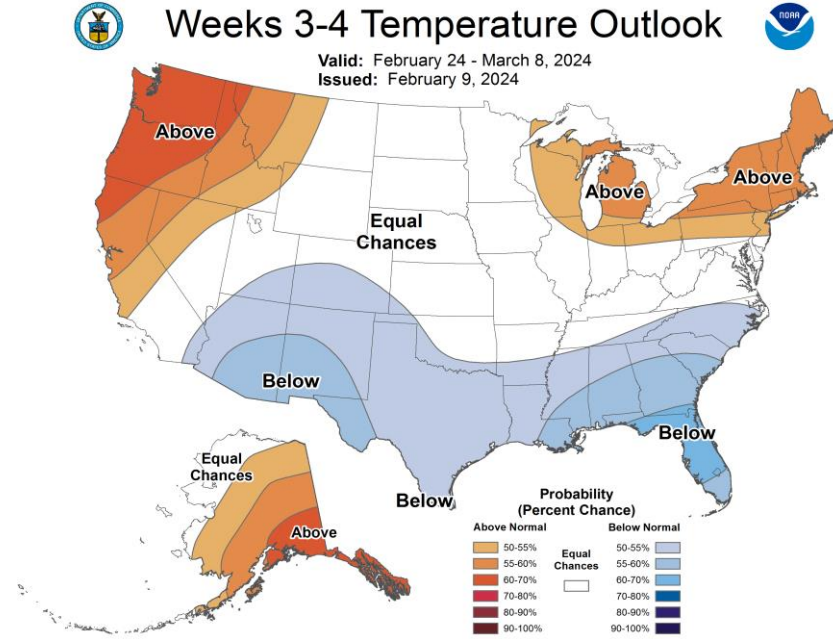 Weeks 3-4 Temperature Outlook
NOAA
Valid: February 24 - March 8, 2024
Issued: February 9, 2024
Above
Above
Above
Equal
Chances
Below
Below
Below
Equal
Chances
Above
Probability
(Percent Chance)
Above Normal
Below Normal
50-55%
55-60%
60-70%
70-80%
80-90%
90-100%
Equal
Chances
50-55%
55-60%
60-70%
70-80%
80-90%
90-100%